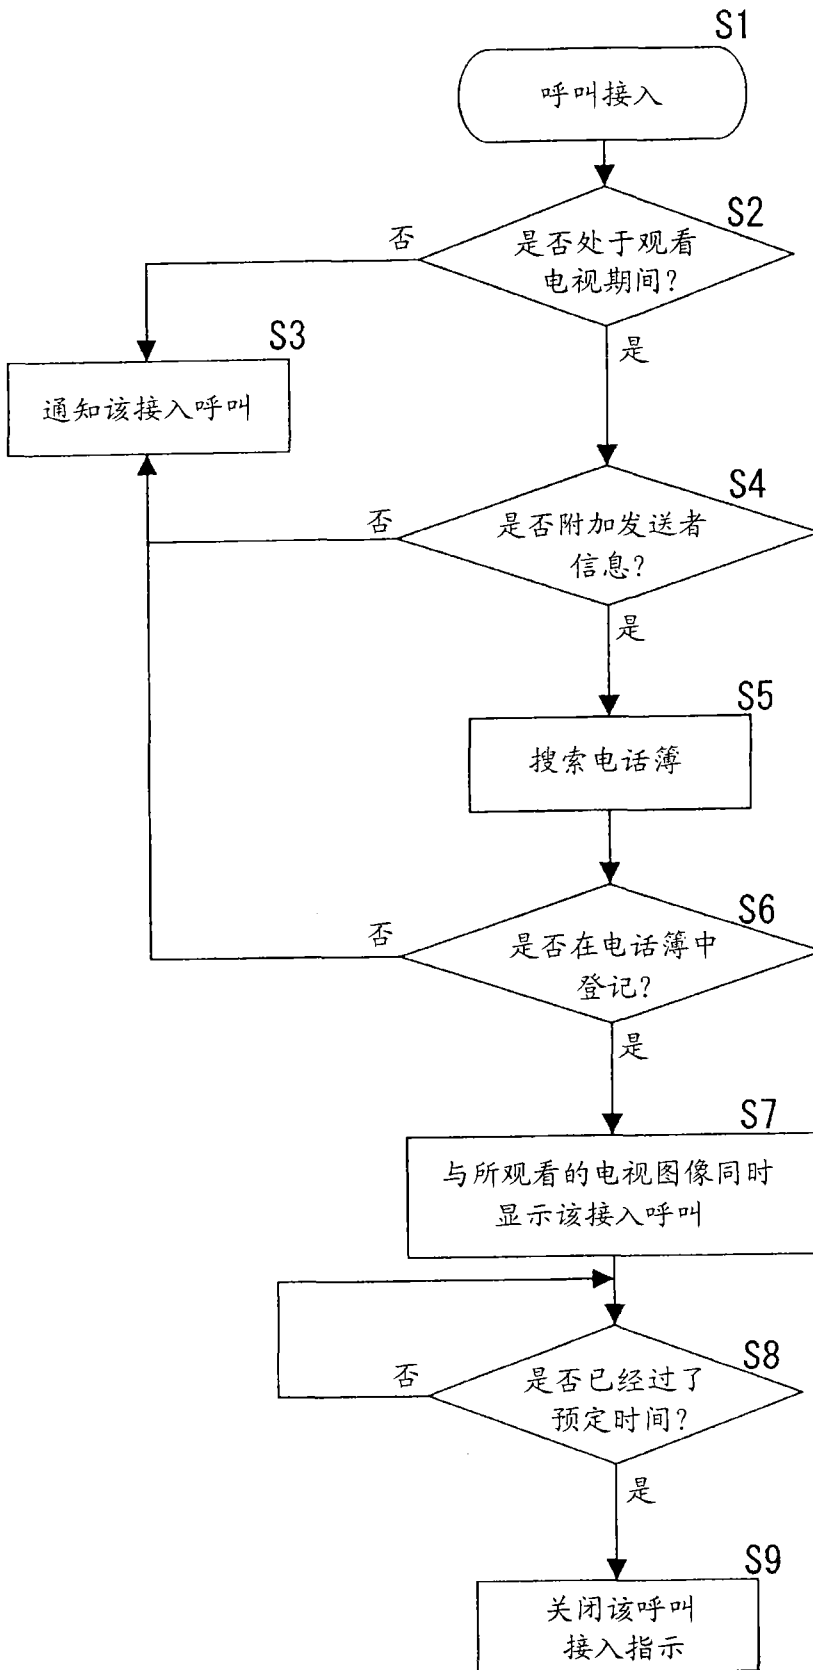 S1
呼叫接入
S2
是否处于观看
电视期间?
否
是
S3
通知该接入呼叫
S4
是否附加发送者
信息?
否
是
S5
搜索电话簿
S6
是否在电话簿中
登记?
否
是
S7
与所观看的电视图像同时
显示该接入呼叫
S8
是否已经过了
预定时间?
否
是
S9
关闭该呼叫
接入指示